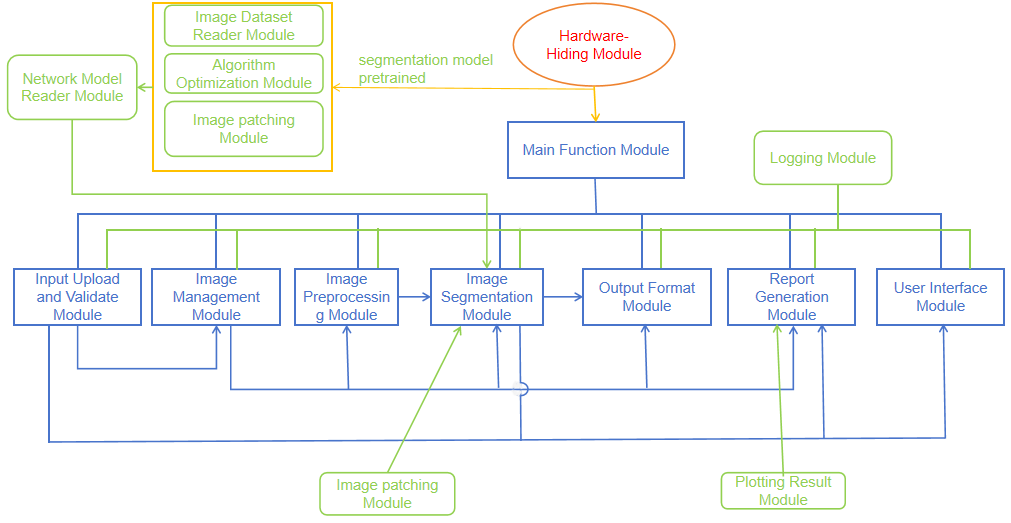 Image Dataset
Reader Module
Algorithm
Optimization Module
Image patching
Module
Network Model
Reader Module
segmentation model
pretrained
Hardware-
Hiding Module
Main Function Module
Logging Module
Input Upload
and Validate
Module
Image
Management
Module
Image
Preprocessin
g Module
Image
Segmentation
Module
Output Format
Module
Report
Generation
Module
User Interface
Module
Image patching
Module
Plotting Result
Module